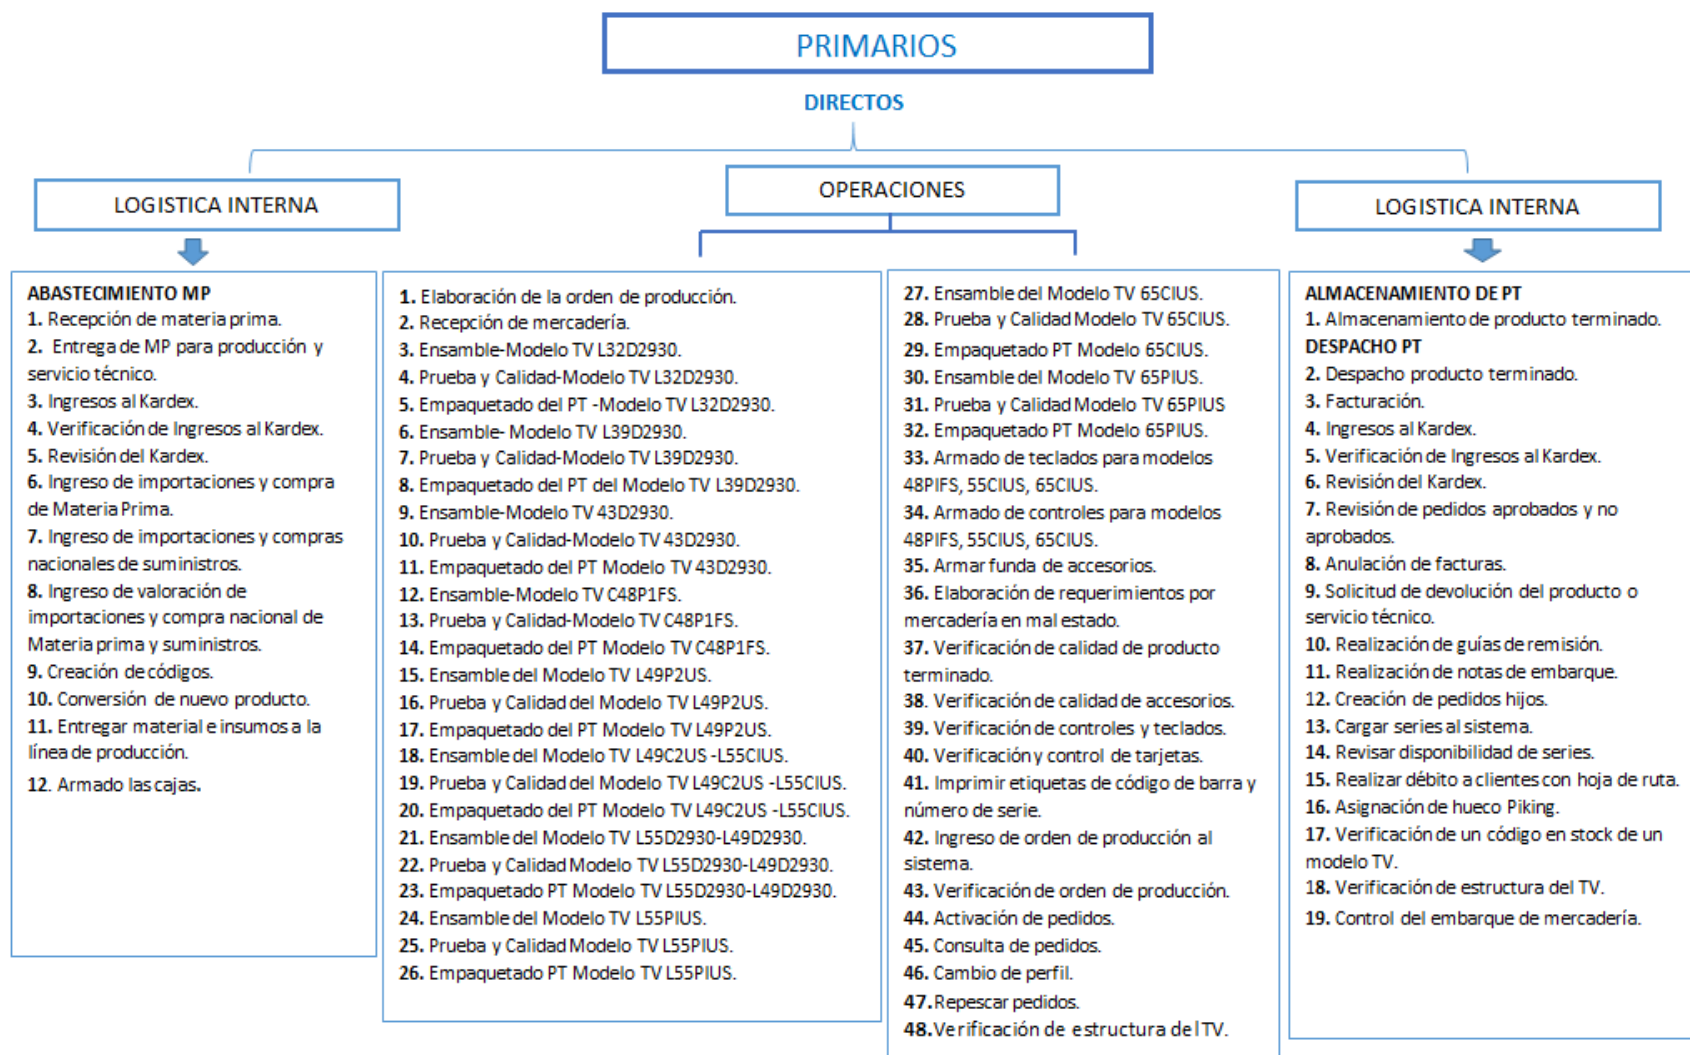 PRIMARIOS
DIRECTOS
LOGISTICA INTERNA
OPERACIONES
LOGISTICA INTERNA
ABASTECIMIENTO MP
1. Recepción de materia prima.
2. Entrega de MP para producción y
servicio técnico.
3. Ingresos al Kardex.
4. Verificación de Ingresos al Kardex.
5. Revisión del Kardex.
6. Ingreso de importaciones y compra
de Materia Prima.
7. Ingreso de importaciones y compras
nacionales de suministros.
8. Ingreso de valoración de
importaciones y compra nacional de
Materia prima y suministros.
9. Creación de códigos.
10. Conversión de nuevo producto.
11. Entregar material e insumos a la
línea de producción.
12. Armado las cajas.
1. Elaboración de la orden de producción.
2. Recepción de mercadería.
3. Ensamble-Modelo TV L32D2930.
4. Prueba y Calidad-Modelo TV L32D2930.
5. Empaquetado del PT -Modelo TV L32D2930.
6. Ensamble- Modelo TV L39D2930.
7. Prueba y Calidad-Modelo TV L39D2930.
8. Empaquetado del PT del Modelo TV L39D2930.
9. Ensamble-Modelo TV 43D2930.
10. Prueba y Calidad-Modelo TV 43D2930.
11. Empaquetado del PT Modelo TV 43D2930.
12. Ensamble-Modelo TV C48P1FS.
13. Prueba y Calidad-Modelo TV C48P1FS.
14. Empaquetado del PT Modelo TV C48P1FS.
15. Ensamble del Modelo TV L49P2US.
16. Prueba y Calidad del Modelo TV L49P2US.
17. Empaquetado del PT Modelo TV L49P2US.
18. Ensamble del Modelo TV L49C2US -L55CIUS.
19. Prueba y Calidad del Modelo TV L49C2US -L55CIUS.
20. Empaquetado del PT Modelo TV L49C2US -L55CIUS.
21. Ensamble del Modelo TV L55D2930-L49D2930.
22. Prueba y Calidad Modelo TV L55D2930-L49D2930.
23. Empaquetado PT Modelo TV L55D2930-L49D2930.
24. Ensamble del Modelo TV L55PIUS.
25. Prueba y Calidad Modelo TV L55PIUS.
26. Empaquetado PT Modelo TV L55PIUS.
27. Ensamble del Modelo TV 65CIUS.
28. Prueba y Calidad Modelo TV 65CIUS.
29. Empaquetado PT Modelo 65CIUS.
30. Ensamble del Modelo TV 65PIUS.
31. Prueba y Calidad Modelo TV 65PIUS
32. Empaquetado PT Modelo 65PIUS.
33. Armado de teclados para modelos
48PIFS, 55CIUS, 65CIUS.
34. Armado de controles para modelos
48PIFS, 55CIUS, 65CIUS.
35. Armar funda de accesorios.
36. Elaboración de requerimientos por
mercadería en mal estado.
37. Verificación de calidad de producto
terminado.
38. Verificación de calidad de accesorios.
39. Verificación de controles y teclados.
40. Verificación y control de tarjetas.
41. Imprimir etiquetas de código de barra y
número de serie.
42. Ingreso de orden de producción al
sistema.
43. Verificación de orden de producción.
44. Activación de pedidos.
45. Consulta de pedidos.
46. Cambio de perfil.
47. Repescar pedidos.
48. Verificación de estructura del TV.
ALMACENAMIENTO DE PT
1. Almacenamiento de producto terminado.
DESPACHO PT
2. Despacho producto terminado.
3. Facturación.
4. Ingresos al Kardex.
5. Verificación de Ingresos al Kardex.
6. Revisión del Kardex.
7. Revisión de pedidos aprobados y no
aprobados.
8. Anulación de facturas.
9. Solicitud de devolución del producto o
servicio técnico.
10. Realización de guías de remisión.
11. Realización de notas de embarque.
12. Creación de pedidos hijos.
13. Cargar series al sistema.
14. Revisar disponibilidad de series.
15. Realizar débito a clientes con hoja de ruta.
16. Asignación de hueco Piking.
17. Verificación de un código en stock de un
modelo TV.
18. Verificación de estructura del TV.
19. Control del embarque de mercadería.